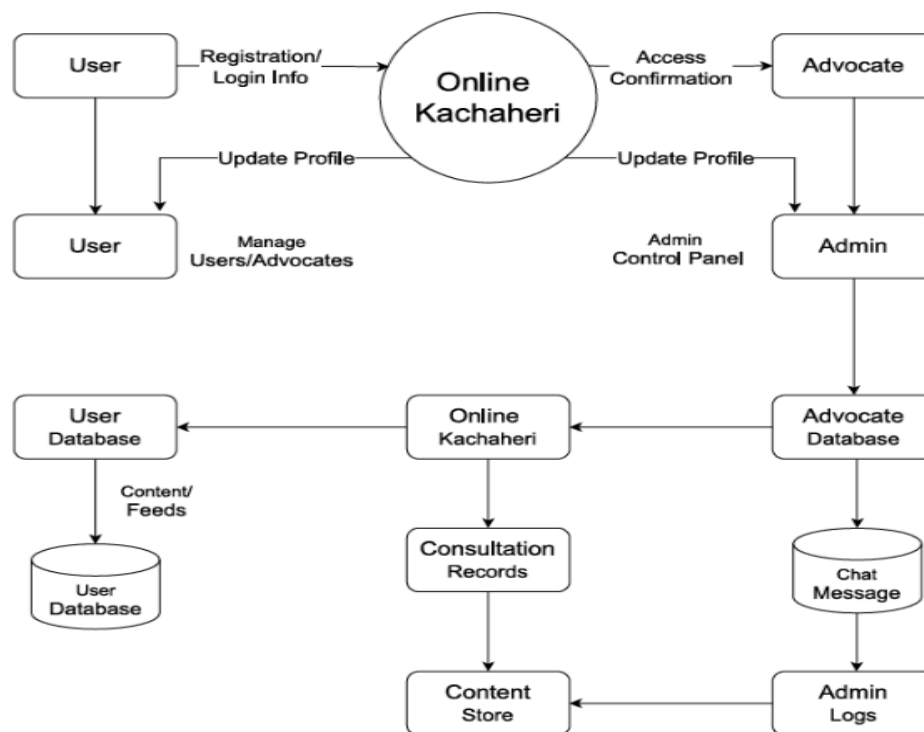 User
Registration/
Login Info
Online
Kachaheri
Access
Confirmation
Advocate
Update Profile
Update Profile
User
Manage
Users/Advocates
Admin
Control Panel
Admin
User
Database
Online
Kachaheri
Advocate
Database
Content/
Feeds
User
Database
Consultation
Records
Chat
Message
Content
Store
Admin
Logs